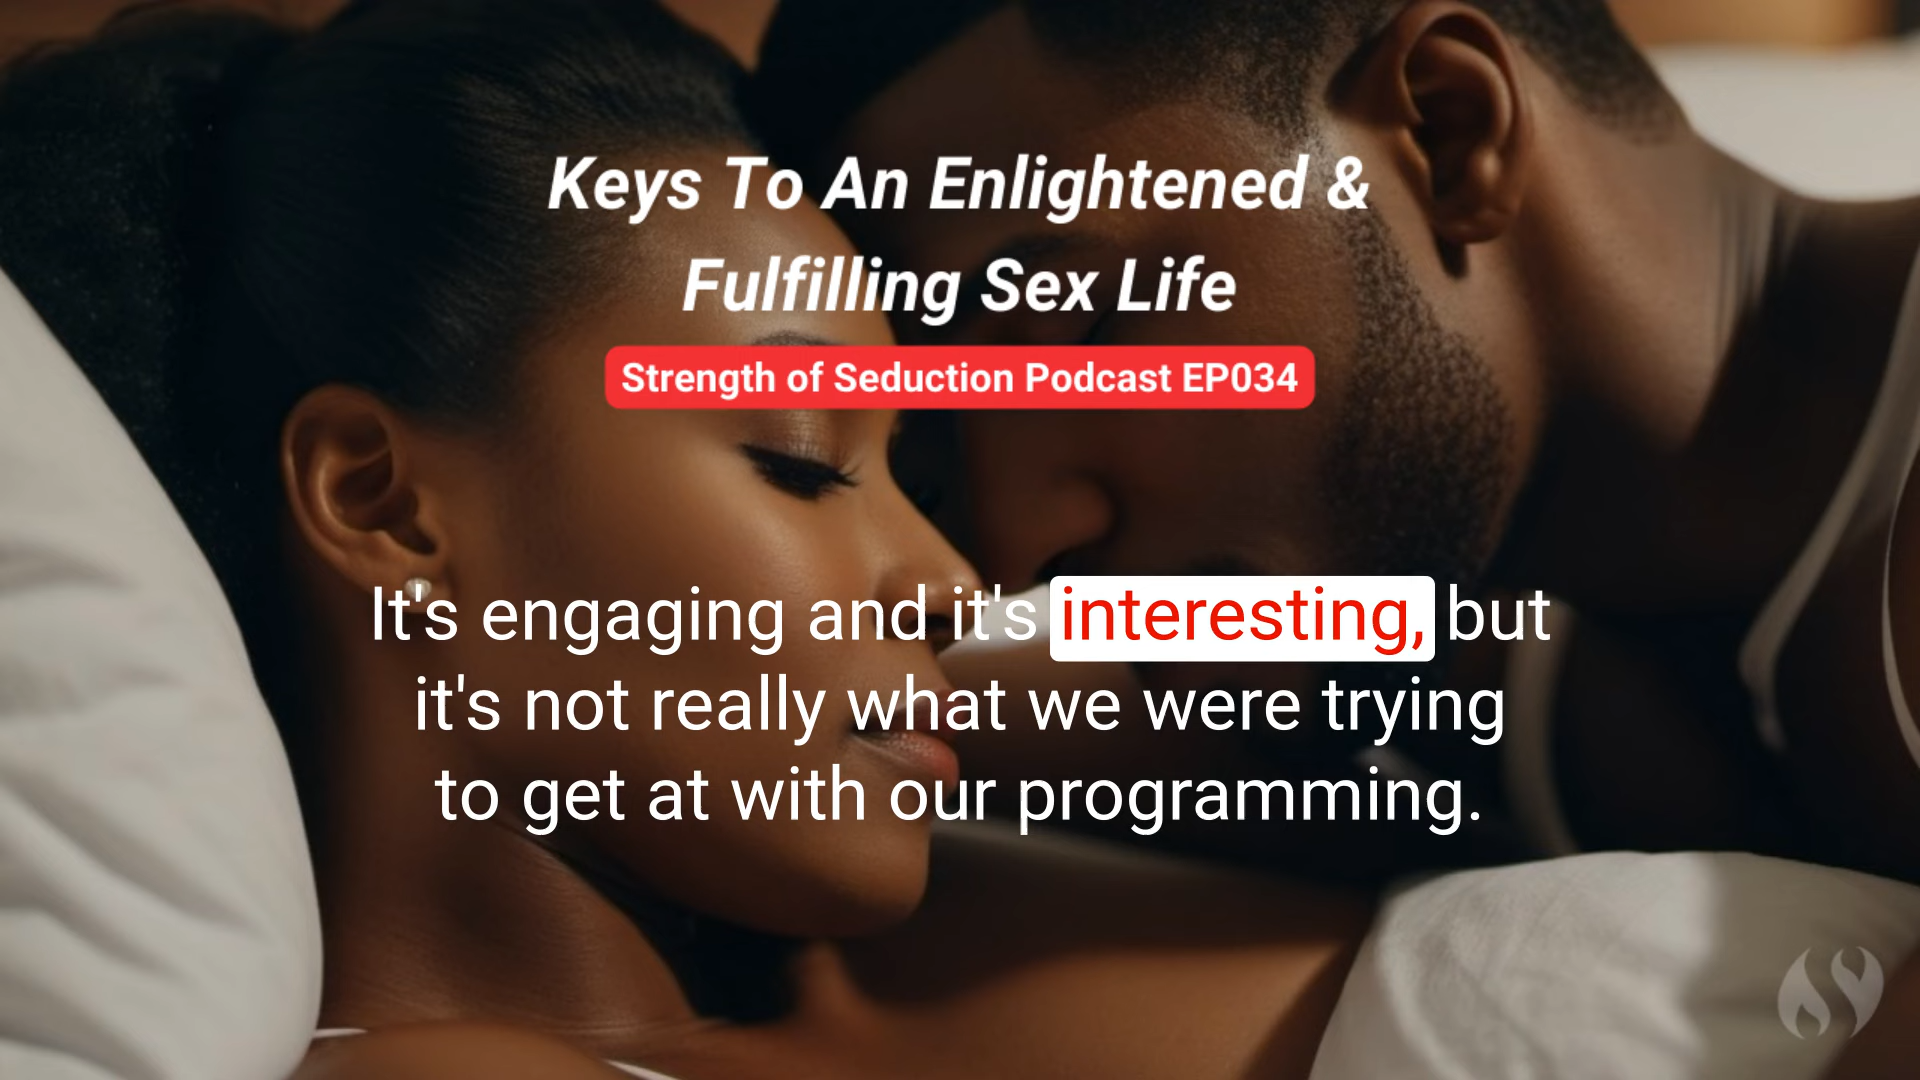 Keys To An Enlightened &
Fulfilling Sex Life
Strength of Seduction Podcast EP034
It's engaging and it's interesting, but
it's not really what we were trying
to get at with our programming.